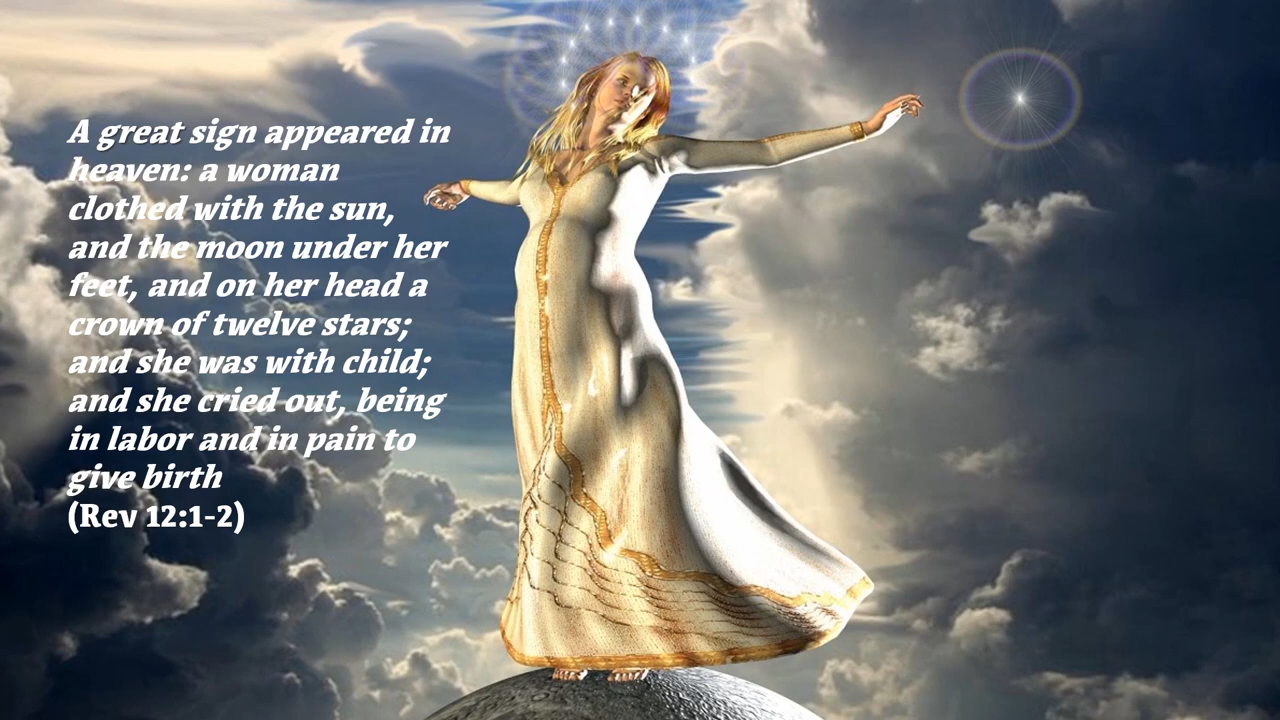 A great sign appeared in
heaven: a woman
clothed with the sun,
and the moon under her
feet, and on her head a
crown of twelve stars;
and she was with child;
and she cried out, being
in labor and in pain to
give birth
(Rev 12:1-2)